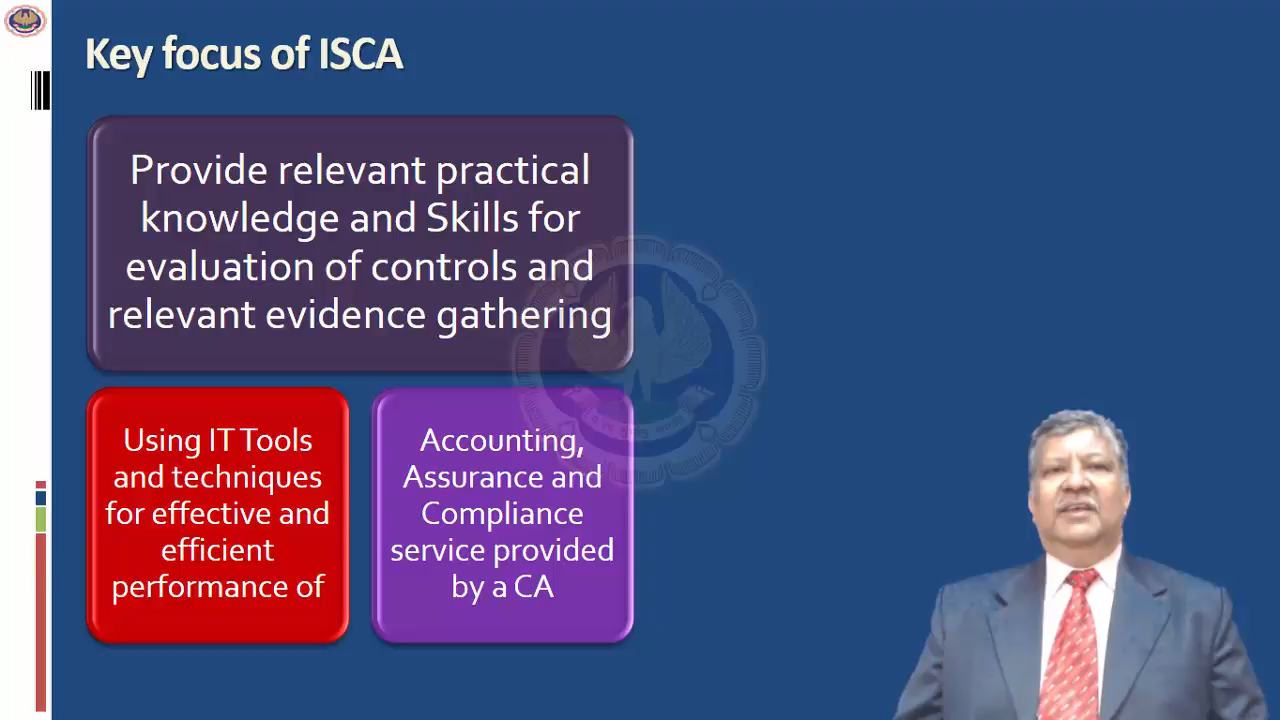 Key focus of ISCA
Provide relevant practical
knowledge and Skills for
evaluation of controls and
relevant evidence gathering
Using IT Tools
and techniques
for effective and
efficient
performance of
Accounting,
Assurance and
Compliance
service provided
by a CA